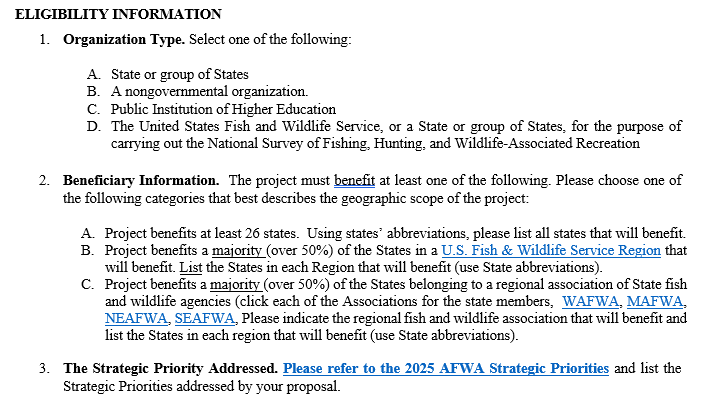 ELIGIBILITY INFORMATION
1. Organization Type. Select one of the following:
A. State or group of States
B. A nongovernmental organization.
C. Public Institution of Higher Education
D. The United States Fish and Wildlife Service, or a State or group of States, for the purpose of
carrying out the National Survey of Fishing, Hunting, and Wildlife-Associated Recreation
2. Beneficiary Information. The project must benefit at least one of the following. Please choose one of
the following categories that best describes the geographic scope of the project:
A. Project benefits at least 26 states. Using states’ abbreviations, please list all states that will benefit.
B. Project benefits a majority (over 50%) of the States in a U.S. Fish & Wildlife Service Region that
will benefit. List the States in each Region that will benefit (use State abbreviations).
C. Project benefits a majority (over 50%) of the States belonging to a regional association of State fish
and wildlife agencies (click each of the Associations for the state members, WAFWA, MAFWA,
NEAFWA, SEAFWA, Please indicate the regional fish and wildlife association that will benefit and
list the States in each region that will benefit (use State abbreviations).
3. The Strategic Priority Addressed. Please refer to the 2025 AFWA Strategic Priorities and list the
Strategic Priorities addressed by your proposal.